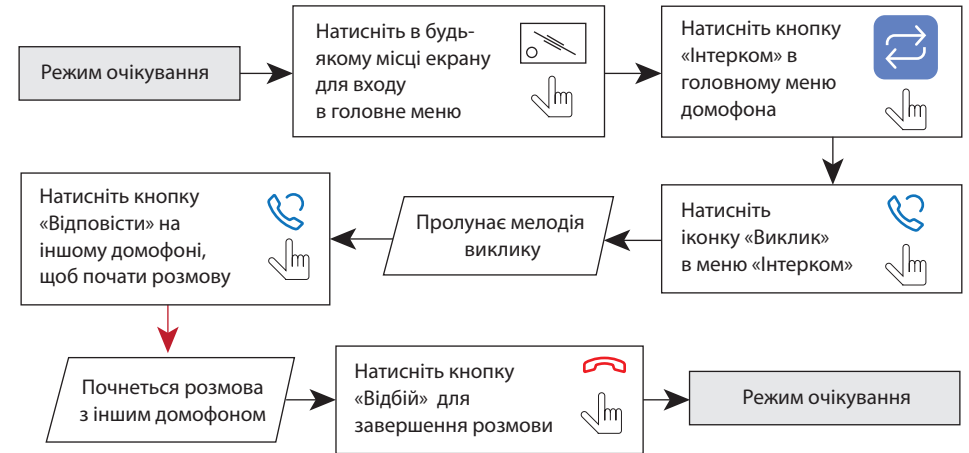 Режим очікування
Натисніть в будь-
якому місці екрану
для входу
в головне меню
Натисніть кнопку
«Інтерком» в
головному меню
домофона
Натисніть
іконку «Виклик»
в меню «Інтерком»
Пролунає мелодія
виклику
Натисніть кнопку
«Відповісти» на
іншому домофоні,
щоб почати розмову
Почнеться розмова
з іншим домофоном
Натисніть кнопку
«Відбій» для
завершення розмови
Режим очікування